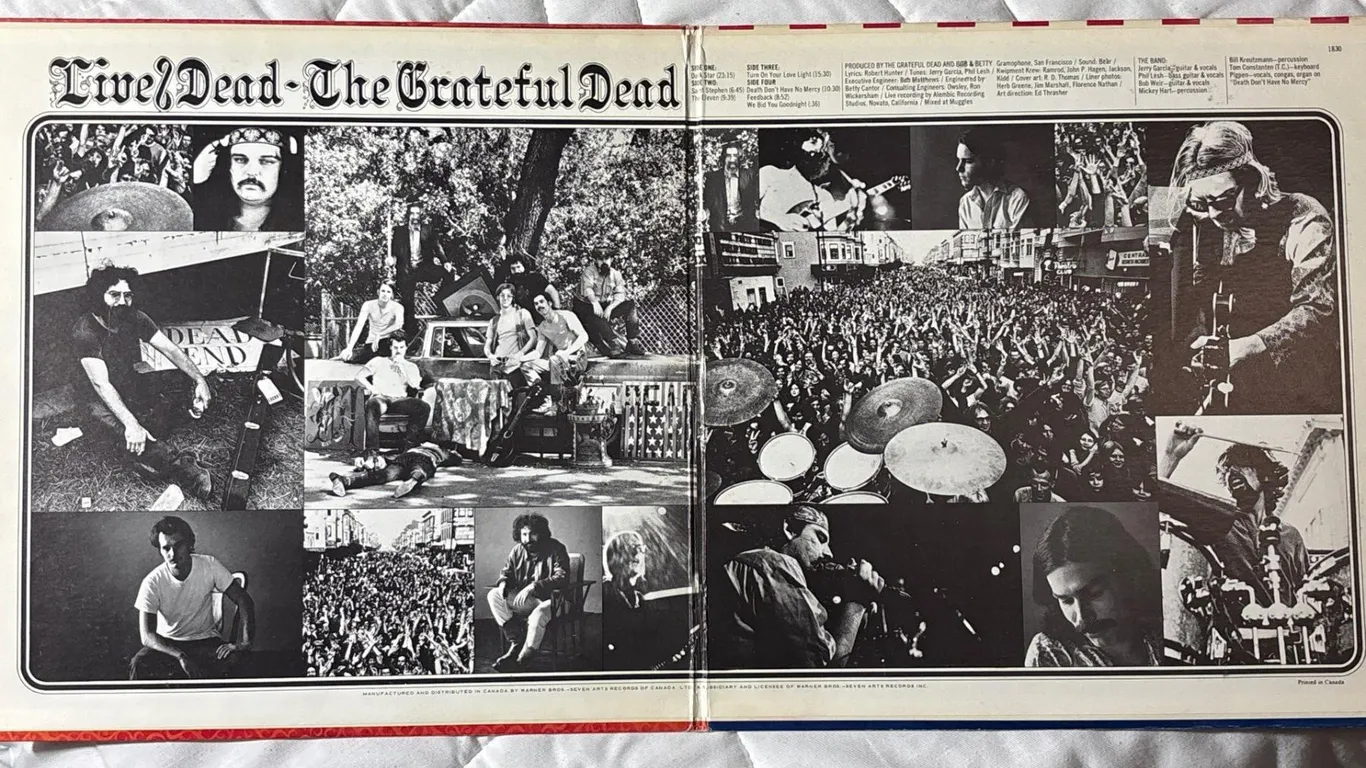 Live/Dead - The Grateful Dead
SIDE ONE:
Dark Star (23:15)
SIDE TWO:
Saint Stephen (6:45)
The Eleven (9:39)
SIDE THREE:
Turn On Your Love Light (15:30)
SIDE FOUR
Death Don't Have No Mercy (10:30)
Feedback (8:52)
We Bid You Goodnight (:36)
PRODUCED BY THE GRATEFUL DEAD AND BOB & BETTY
Lyrics: Robert Hunter / Tunes: Jerry Garcia, Phil Lesh /
Executive Engineer: Bob Matthews / Engineered by
Betty Cantor / Consulting Engineers: Owsley, Ron
Wickersham / Live recording by Alembic Recording
Studios, Novato, California / Mixed at Muggles
Gramophone, San Francisco / Sound: Bear /
Kwipment Krew: Ramrod, John P. Hagen, Jackson,
Kidd / Cover art: R. D. Thomas / Liner photos:
Herb Greene, Jim Marshall, Florence Nathan /
Art direction: Ed Thrasher
THE BAND:
Jerry Garcia—guitar & vocals
Phil Lesh—bass guitar & vocals
Bob Weir—guitar & vocals
Mickey Hart—percussion
Bill Kreutzmann—percussion
Tom Constanten (T.C.)—keyboard
Pigpen—vocals, congas, organ on
"Death Don't Have No Mercy"
1830
DEAD
END
DEAD
CENTRAL
MANUFACTURED AND DISTRIBUTED IN CANADA BY WARNER BROS.-SEVEN ARTS RECORDS OF CANADA, LTD. A SUBSIDIARY AND LICENSEE OF WARNER BROS.-SEVEN ARTS RECORDS INC.
Printed in Canada